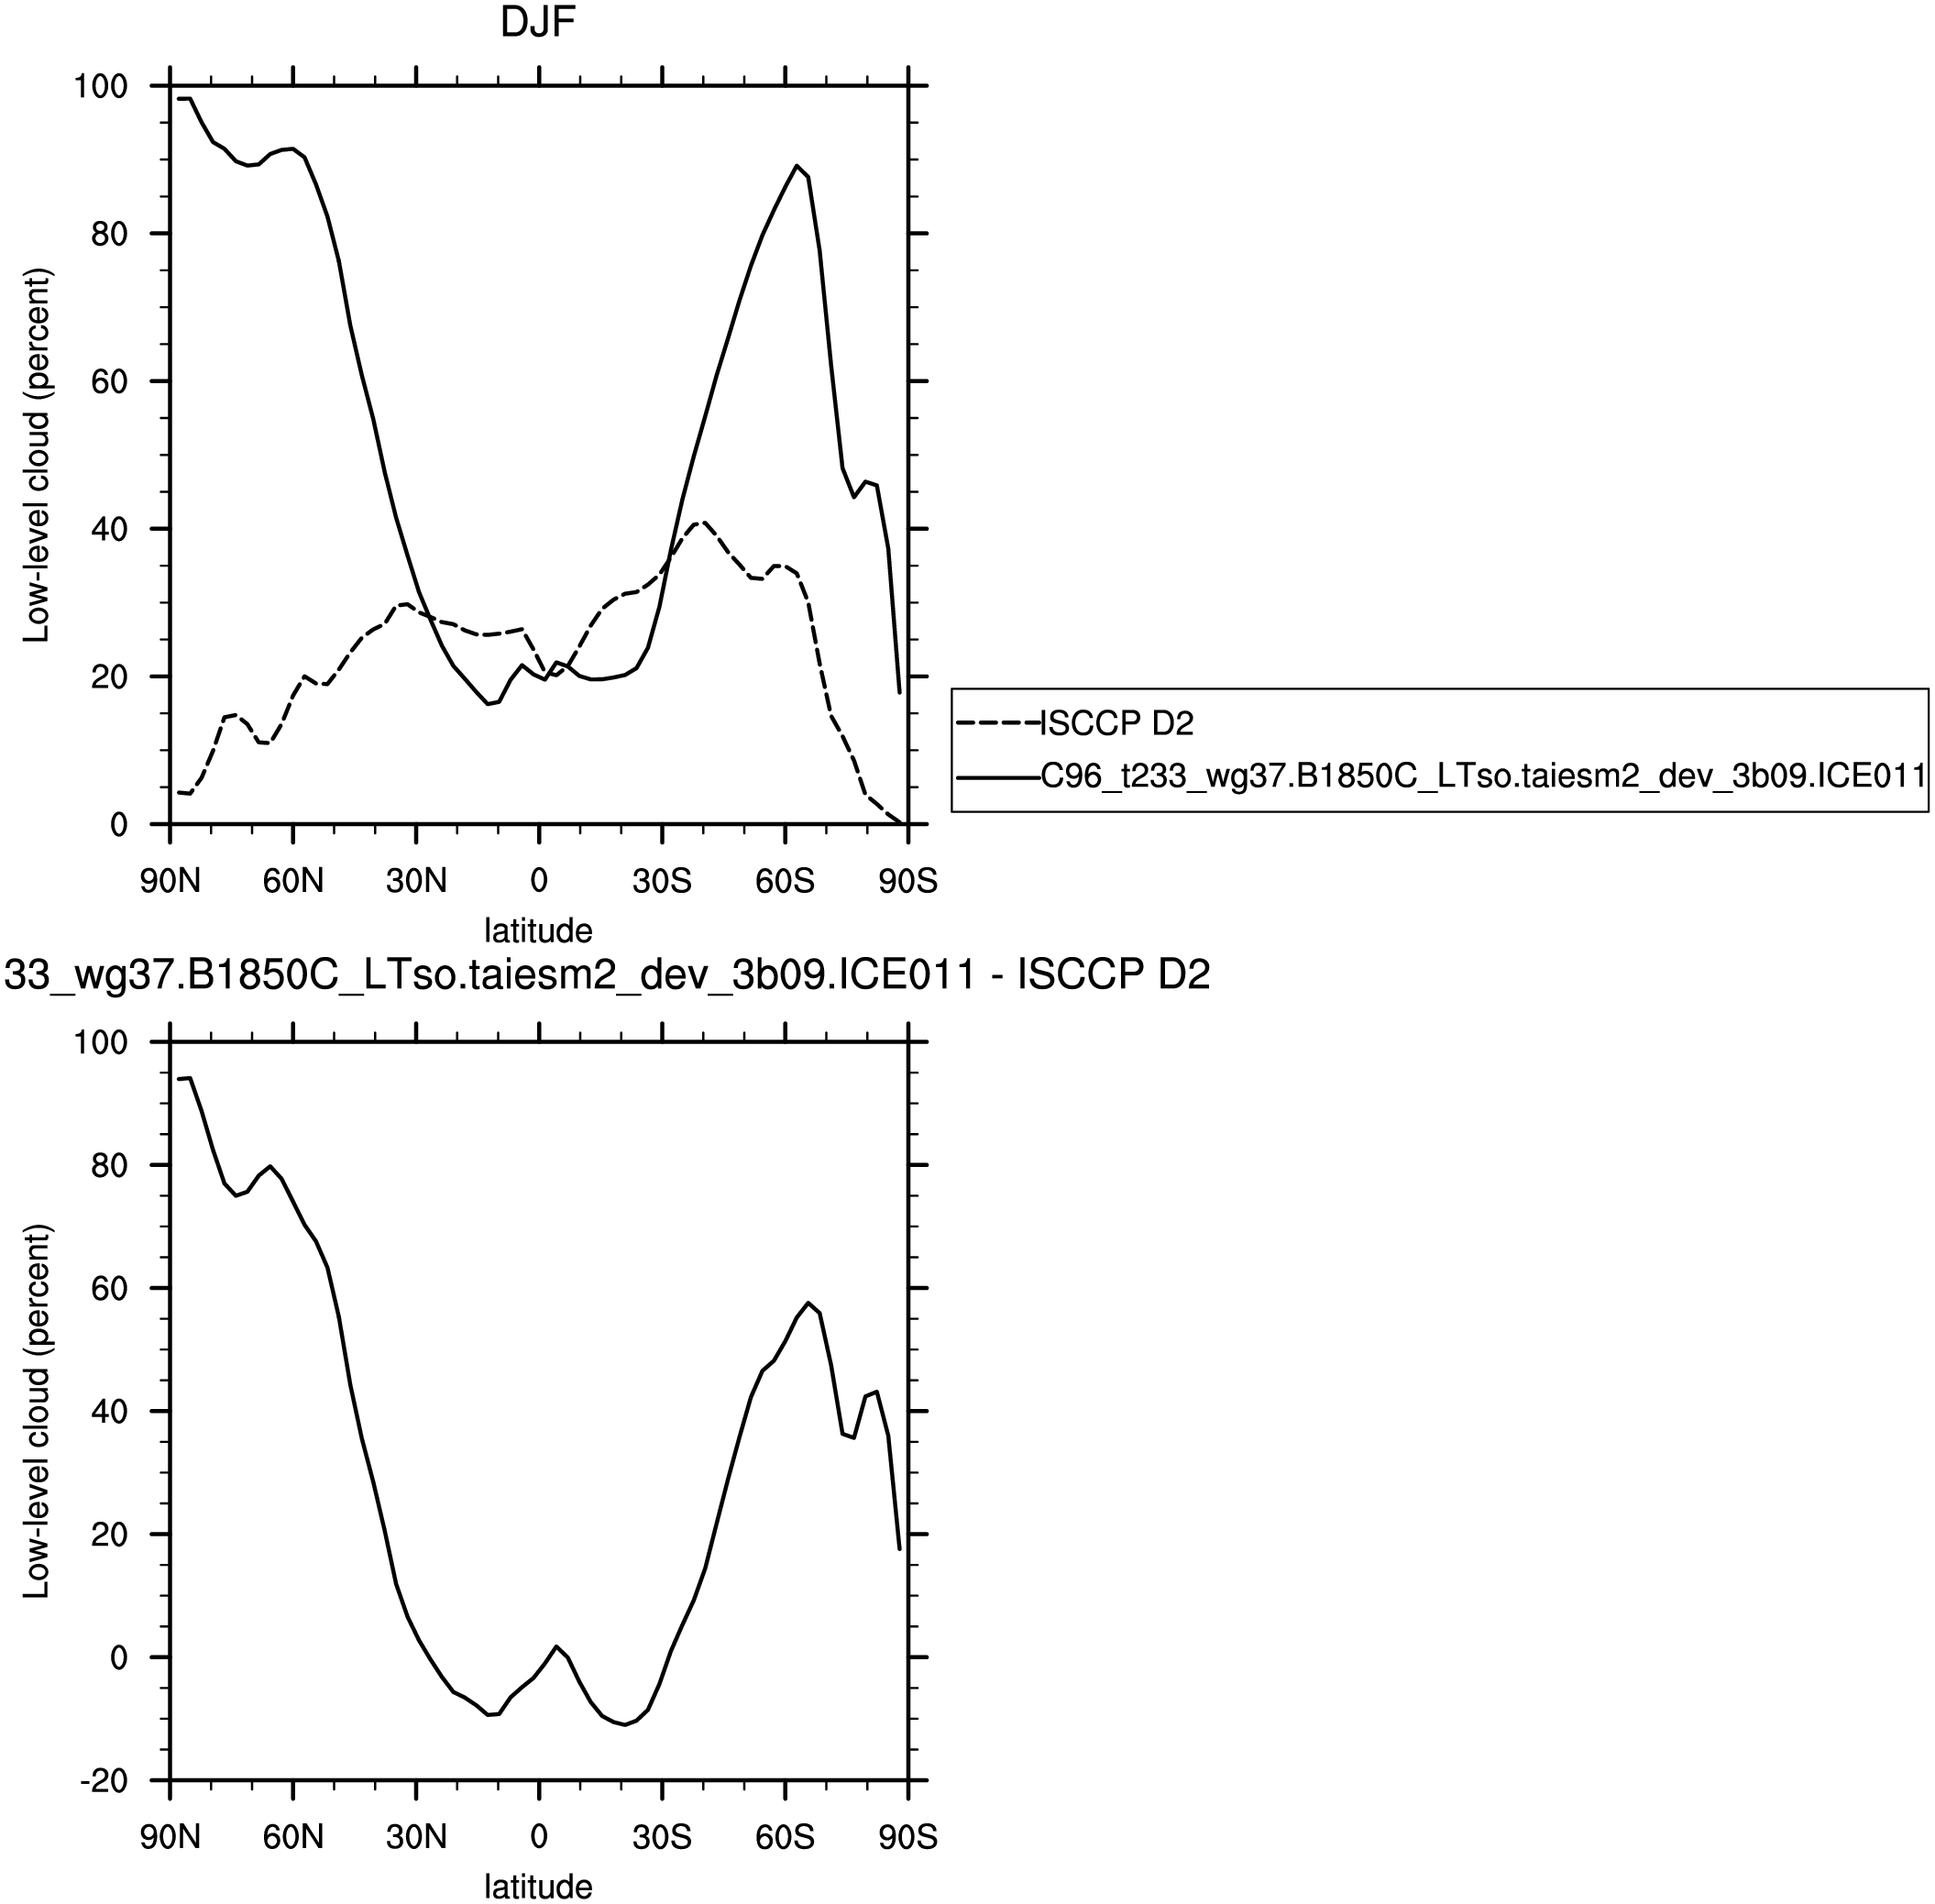 DJF
100
80
60
40
20
0
Low-level cloud (percent)
90N 60N 30N 0 30S 60S 90S
latitude
ISCCP D2
C96_t233_wg37.B1850C_LTso.taiesm2_dev_3b09.ICE011
33_wg37.B1850C_LTso.taiesm2_dev_3b09.ICE011 - ISCCP D2
100
80
60
40
20
0
-20
Low-level cloud (percent)
90N 60N 30N 0 30S 60S 90S
latitude